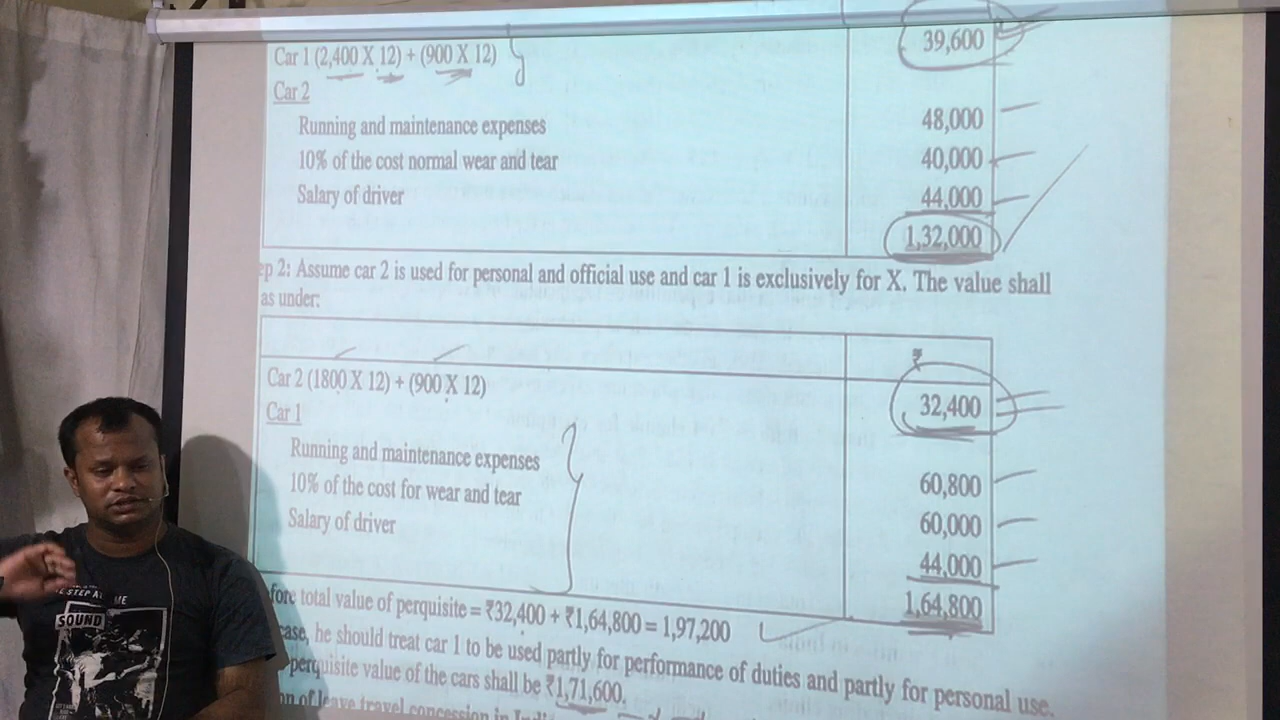 Car 1 (2,400 X 12) + (900 X 12) 39,600
Car 2
Running and maintenance expenses 48,000
10% of the cost normal wear and tear 40,000
Salary of driver 44,000
1,32,000
ep 2: Assume car 2 is used for personal and official use and car 1 is exclusively for X. The value shall
as under:
₹
Car 2 (1800 X 12) + (900 X 12) 32,400
Car 1
Running and maintenance expenses 60,800
10% of the cost for wear and tear 60,000
Salary of driver 44,000
1,64,800
fore total value of perquisite = ₹32,400 + ₹1,64,800 = 1,97,200
case, he should treat car 1 to be used partly for performance of duties and partly for personal use.
perquisite value of the cars shall be ₹1,71,600.
on of leave travel concession in
SOUND